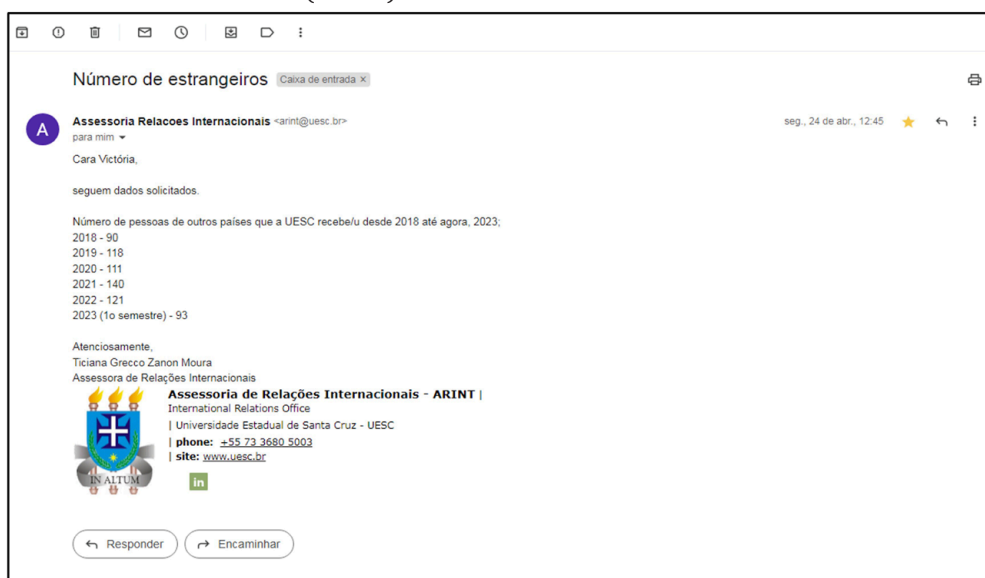 Número de estrangeiros Caixa de entrada ×
A
Assessoria Relacoes Internacionais <arint@uesc.br> seg., 24 de abr., 12:45
para mim
Cara Victória,
seguem dados solicitados.
Número de pessoas de outros países que a UESC recebe/u desde 2018 até agora, 2023;
2018 - 90
2019 - 118
2020 - 111
2021 - 140
2022 - 121
2023 (1o semestre) - 93
Atenciosamente,
Ticiana Grecco Zanon Moura
Assessora de Relações Internacionais
Assessoria de Relações Internacionais - ARINT |
International Relations Office
| Universidade Estadual de Santa Cruz - UESC
| phone: +55 73 3680 5003
| site: www.uesc.br
IN ALTUM
in
Responder Encaminhar